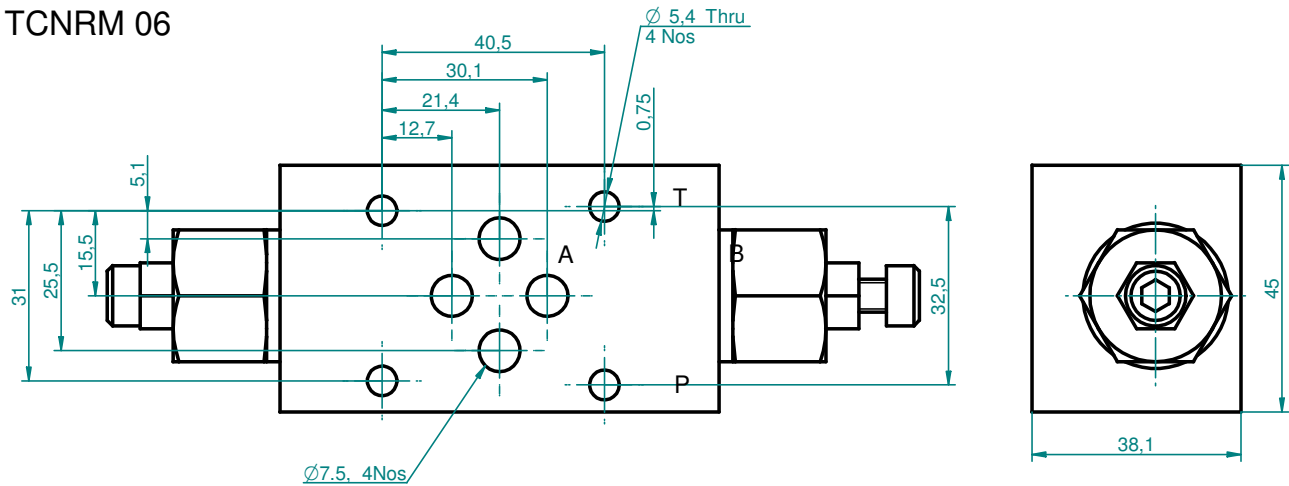 TCNRM 06
Ø 5,4 Thru
4 Nos
40,5
30,1
21,4
12,7
0,75
5,1
15,5
25,5
31
T
A
B
P
32,5
45
38,1
Ø7.5, 4Nos